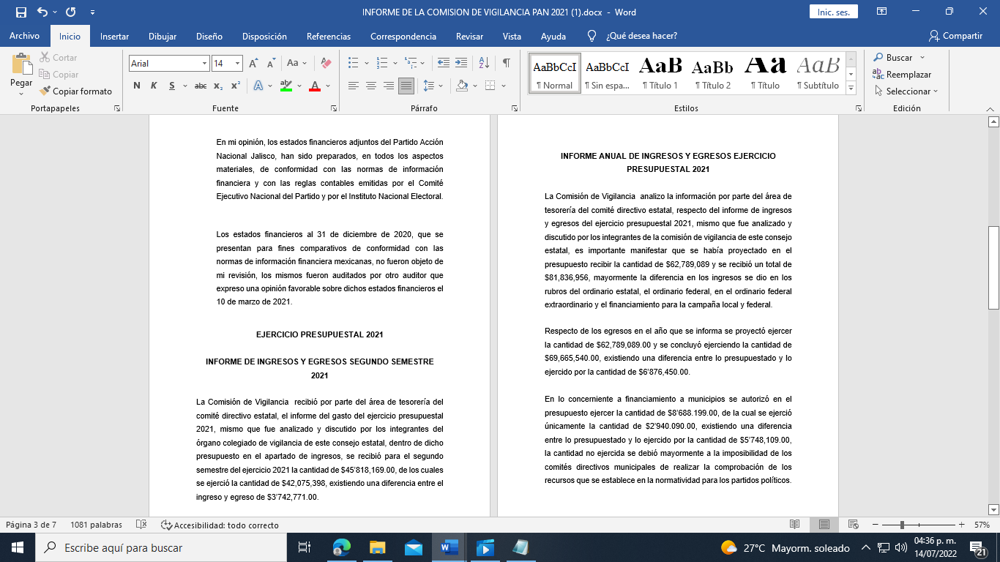 INFORME DE LA COMISION DE VIGILANCIA PAN 2021 (1).docx - Word
Inic. ses.
Archivo Inicio Insertar Dibujar Diseño Disposición Referencias Correspondencia Revisar Vista Ayuda ¿Qué desea hacer? Compartir
Pegar
Cortar
Copiar
Copiar formato
Portapapeles
Arial 14
Aa
N K S abc x₂ x² A ab A
Fuente
Párrafo
AaBbCcI AaBbCcI AaB AaBb AaB AaB
¶ Normal ¶ Sin espa... ¶ Título 1 ¶ Título 2 ¶ Título ¶ Subtítulo
Estilos
Buscar
Reemplazar
Seleccionar
Edición
En mi opinión, los estados financieros adjuntos del Partido Acción
Nacional Jalisco, han sido preparados, en todos los aspectos
materiales, de conformidad con las normas de información
financiera y con las reglas contables emitidas por el Comité
Ejecutivo Nacional del Partido y por el Instituto Nacional Electoral.
Los estados financieros al 31 de diciembre de 2020, que se
presentan para fines comparativos de conformidad con las
normas de información financiera mexicanas, no fueron objeto de
mi revisión, los mismos fueron auditados por otro auditor que
expreso una opinión favorable sobre dichos estados financieros el
10 de marzo de 2021.
EJERCICIO PRESUPUESTAL 2021
INFORME DE INGRESOS Y EGRESOS SEGUNDO SEMESTRE
2021
La Comisión de Vigilancia recibió por parte del área de tesorería del
comité directivo estatal, el informe del gasto del ejercicio presupuestal
2021, mismo que fue analizado y discutido por los integrantes del
órgano colegiado de vigilancia de este consejo estatal, dentro de dicho
presupuesto en el apartado de ingresos, se recibió para el segundo
semestre del ejercicio 2021 la cantidad de $45'818,169.00, de los cuales
se ejerció la cantidad de $42,075,398, existiendo una diferencia entre el
ingreso y egreso de $3'742,771.00.
INFORME ANUAL DE INGRESOS Y EGRESOS EJERCICIO
PRESUPUESTAL 2021
La Comisión de Vigilancia analizo la información por parte del área de
tesorería del comité directivo estatal, respecto del informe de ingresos
y egresos del ejercicio presupuestal 2021, mismo que fue analizado y
discutido por los integrantes de la comisión de vigilancia de este consejo
estatal, es importante manifestar que se había proyectado en el
presupuesto recibir la cantidad de $62,789,089 y se recibió un total de
$81,836,956, mayormente la diferencia en los ingresos se dio en los
rubros del ordinario estatal, el ordinario federal, en el ordinario federal
extraordinario y el financiamiento para la campaña local y federal.
Respecto de los egresos en el año que se informa se proyectó ejercer
la cantidad de $62,789,089.00 y se concluyó ejerciendo la cantidad de
$69,665,540.00, existiendo una diferencia entre lo presupuestado y lo
ejercido por la cantidad de $6'876,450.00.
En lo concerniente a financiamiento a municipios se autorizó en el
presupuesto ejercer la cantidad de $8'688.199.00, de la cual se ejerció
únicamente la cantidad de $2'940.090.00, existiendo una diferencia
entre lo presupuestado y lo ejercido por la cantidad de $5'748,109.00,
la cantidad no ejercida se debió mayormente a la imposibilidad de los
comités directivos municipales de realizar la comprobación de los
recursos que se establece en la normatividad para los partidos políticos.
Página 3 de 7 1081 palabras Accesibilidad: todo correcto 57%
Escribe aquí para buscar
27°C Mayorm. soleado
04:36 p. m.
14/07/2022
21